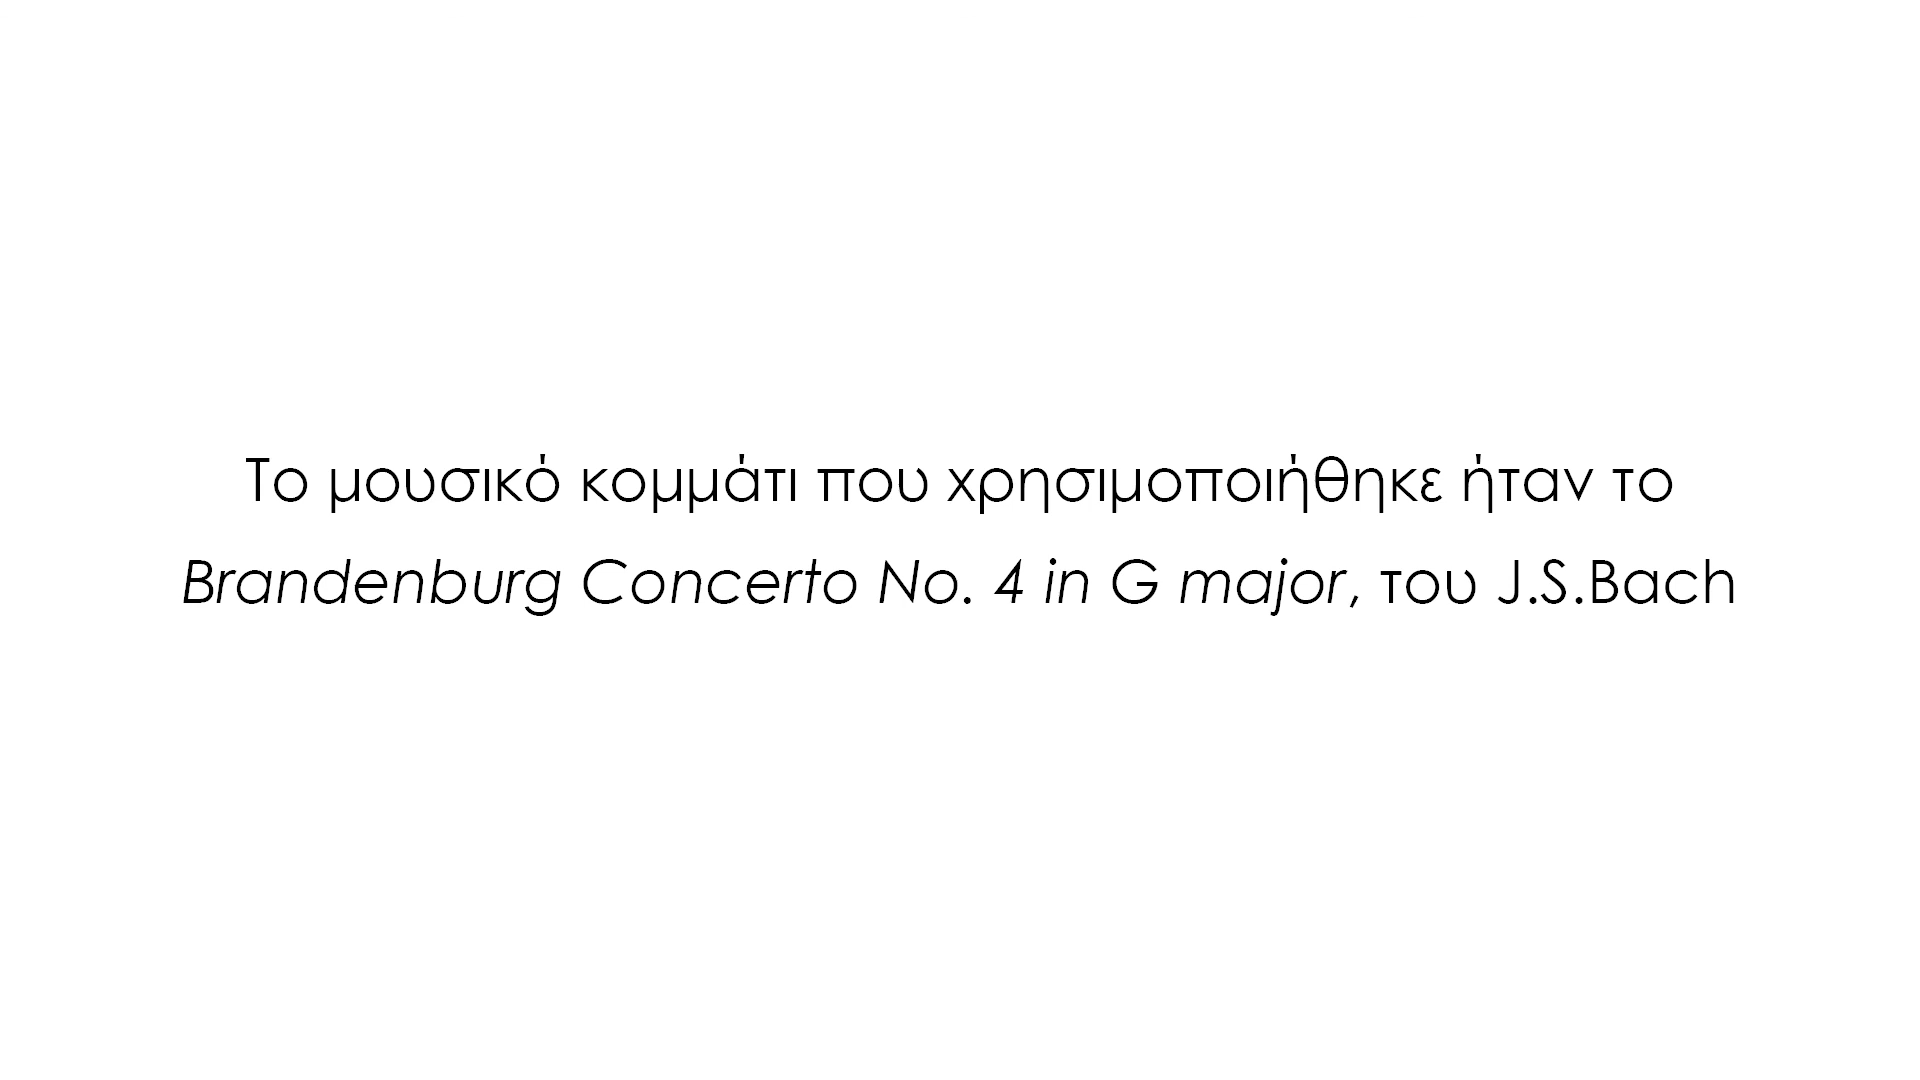 Το μουσικό κομμάτι που χρησιμοποιήθηκε ήταν το
Brandenburg Concerto No. 4 in G major, του J.S.Bach